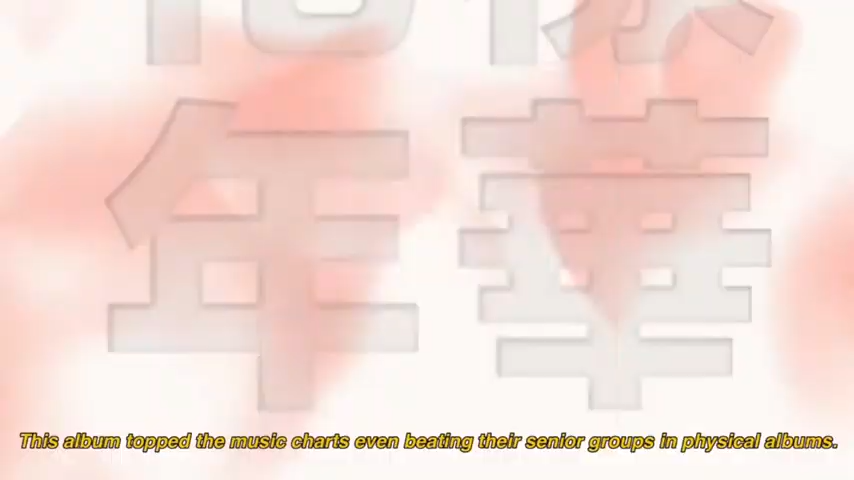 年華
This album topped the music charts even beating their senior groups in physical albums.